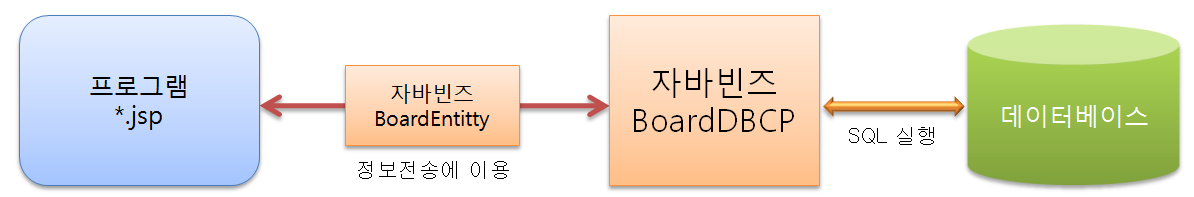 프로그램
*.jsp
자바빈즈
BoardEntitty
정보전송에 이용
자바빈즈
BoardDBCP
SQL 실행
데이터베이스